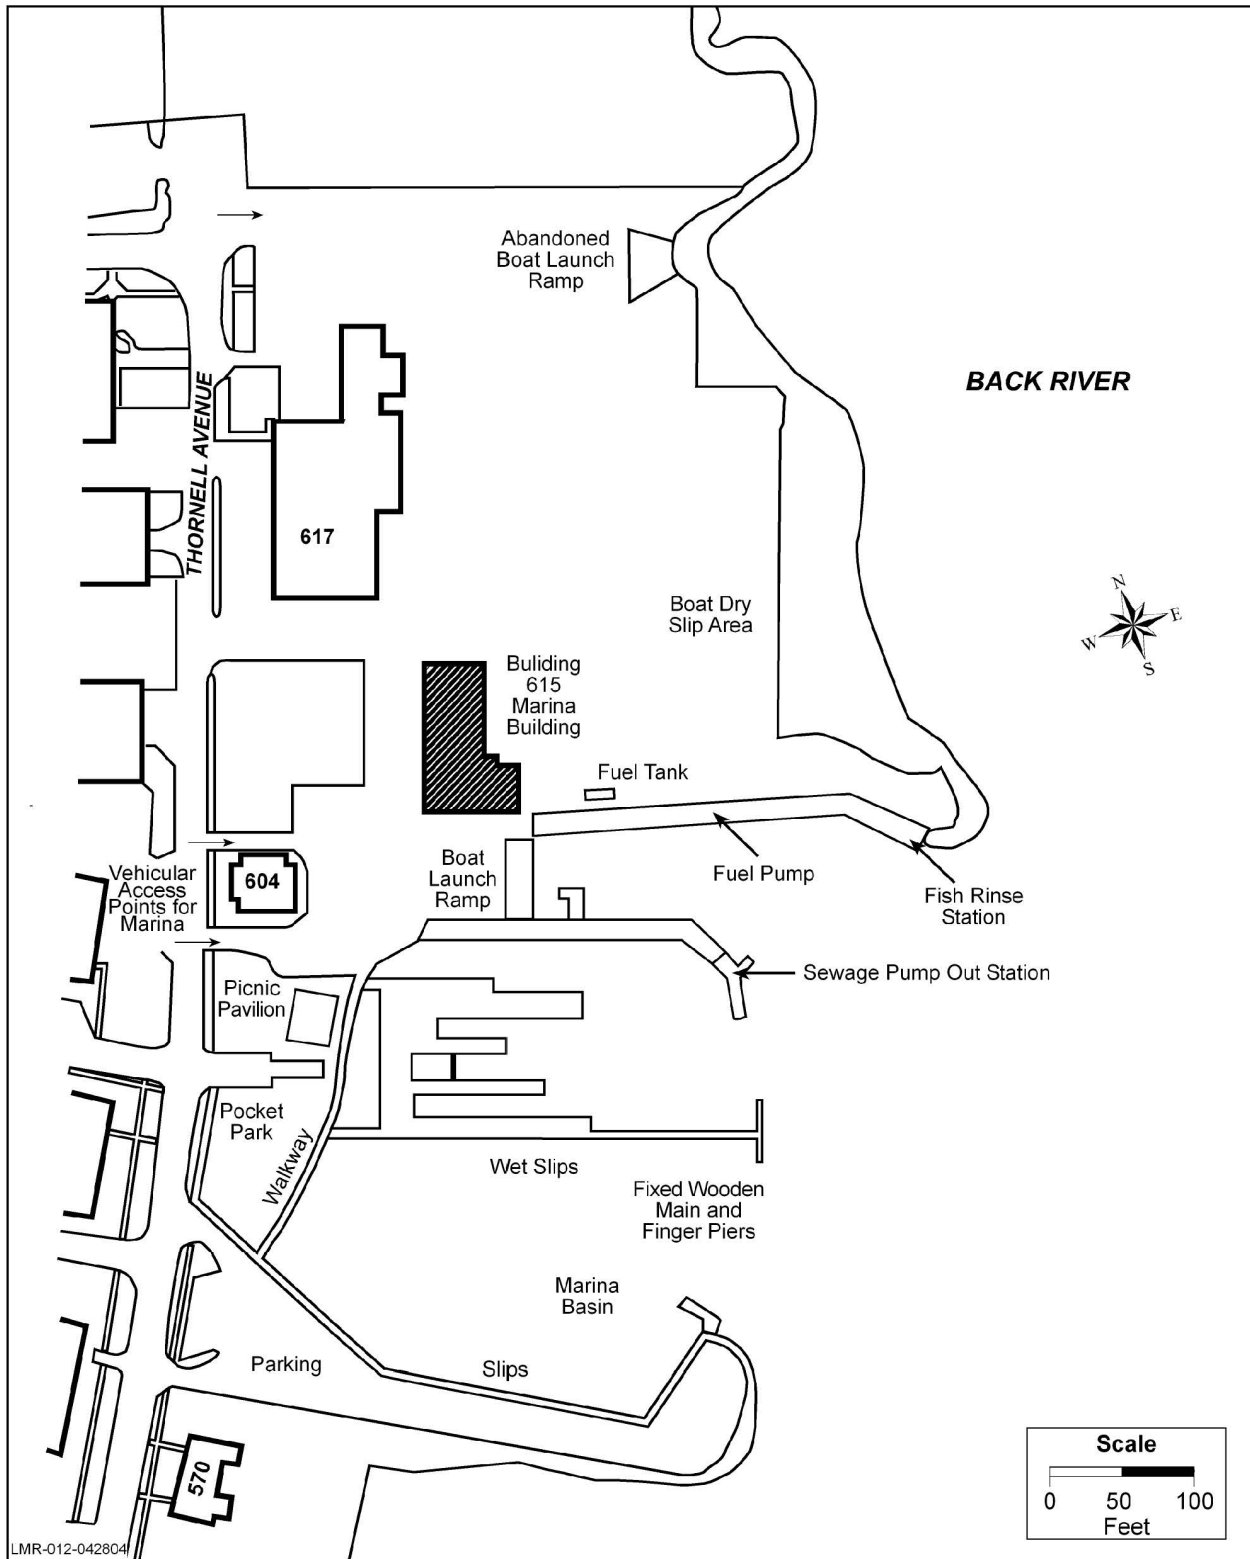 Abandoned
Boat Launch
Ramp
BACK RIVER
THORNELL AVENUE
617
Boat Dry
Slip Area
N
E
W
S
Buliding
615
Marina
Building
Fuel Tank
Vehicular
Access
Points for
Marina
604
Boat
Launch
Ramp
Fuel Pump
Fish Rinse
Station
Sewage Pump Out Station
Picnic
Pavilion
Pocket
Park
Walkway
Wet Slips
Fixed Wooden
Main and
Finger Piers
Marina
Basin
Parking
Slips
570
Scale
0 50 100
Feet
LMR-012-042804